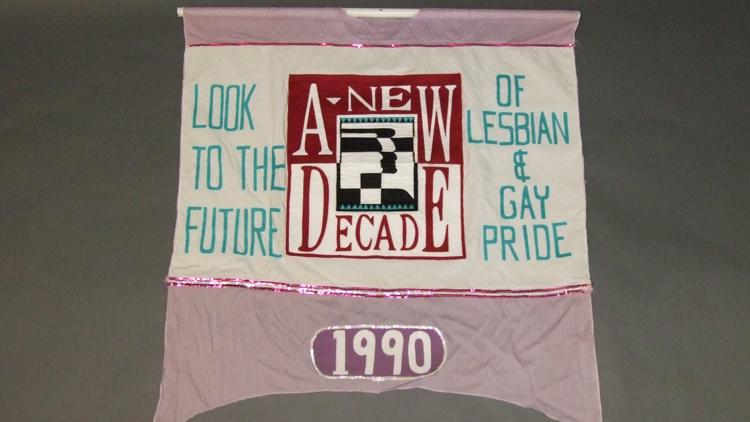 LOOK
TO THE
FUTURE
A NEW
DECADE
OF
LESBIAN
&
GAY
PRIDE
1990